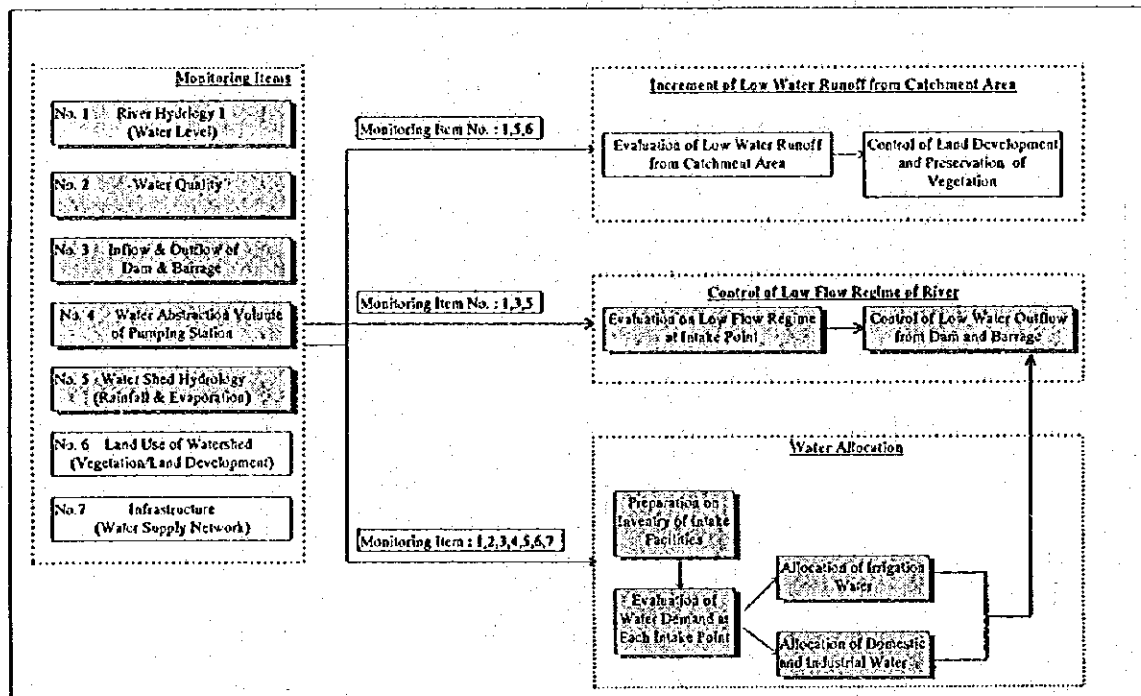 Monitoring Items
No. 1 River Hydrology 1
(Water Level)
No. 2 Water Quality
No. 3 Inflow & Outflow of
Dam & Barrage
No. 4 Water Abstraction Volume
of Pumping Station
No. 5 Water Shed Hydrology
(Rainfall & Evaporation)
No. 6 Land Use of Watershed
(Vegetation/Land Development)
No.7 Infrastructure
(Water Supply Network)
Monitoring Item No. : 1,5,6
Monitoring Item No. : 1,3,5
Monitoring Item : 1,2,3,4,5,6,7
Increment of Low Water Runoff from Catchment Area
Evaluation of Low Water Runoff
from Catchment Area
Control of Land Development
and Preservation of
Vegetation
Control of Low Flow Regime of River
Evaluation on Low Flow Regime
at Intake Point
Control of Low Water Outflow
from Dam and Barrage
Water Allocation
Preparation on
Inventry of Intake
Facilities
Evaluation of
Water Demand at
Each Intake Point
Allocation of Irrigation
Water
Allocation of Domestic
and Industrial Water